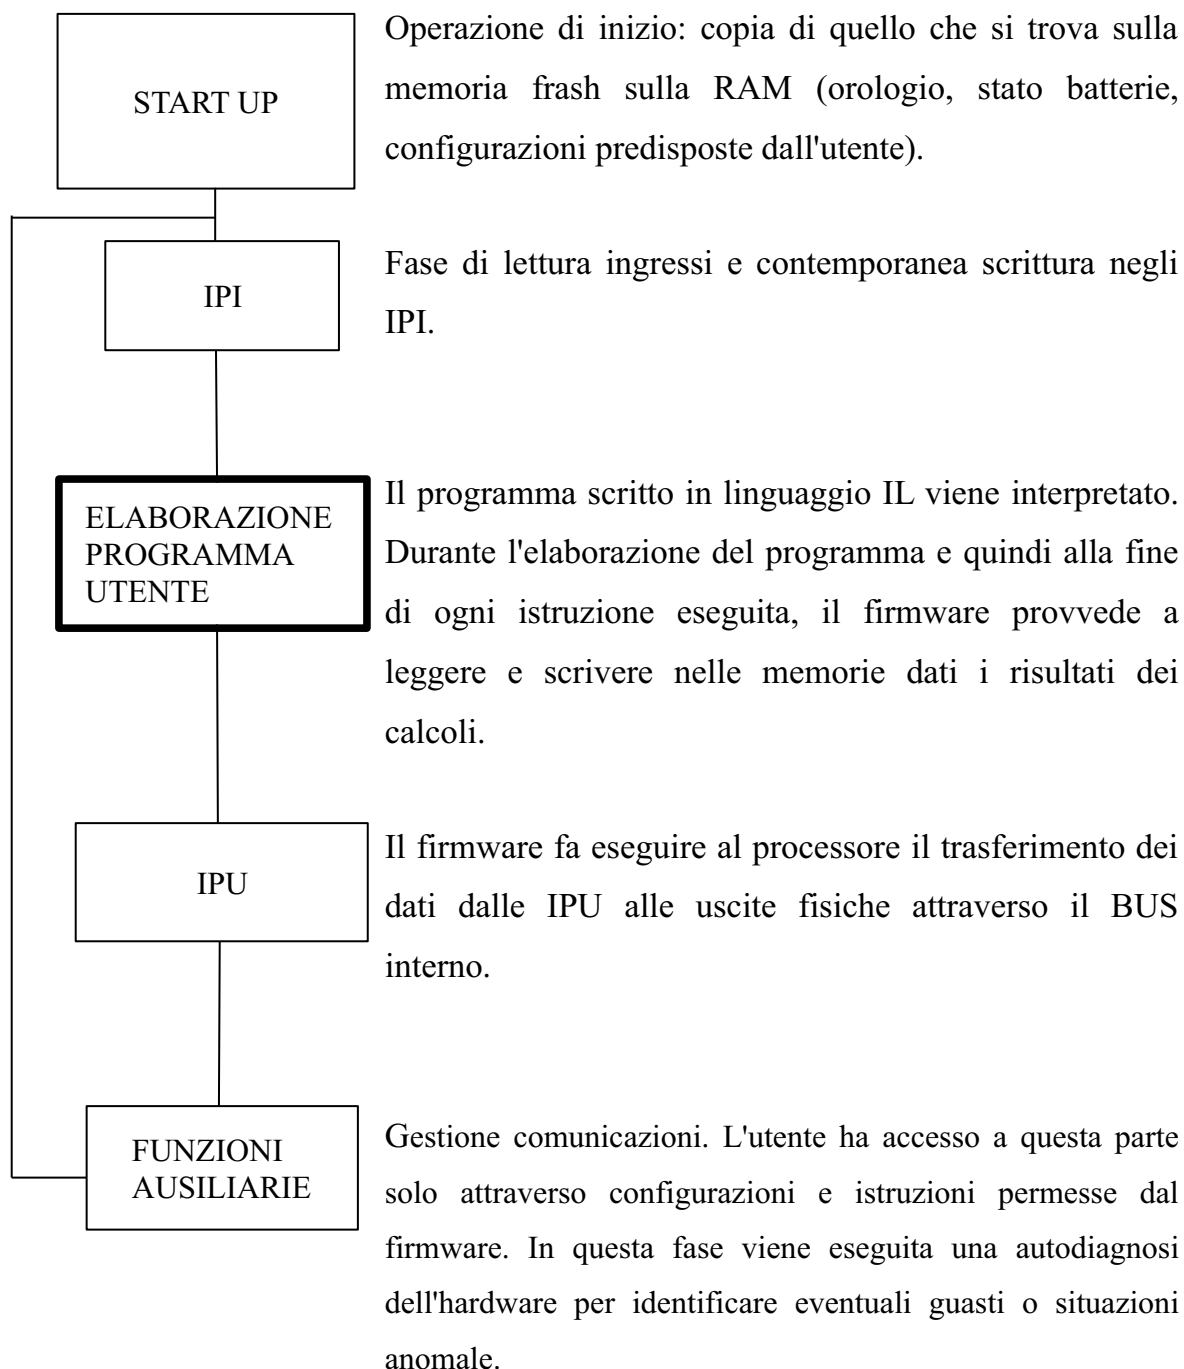 START UP
Operazione di inizio: copia di quello che si trova sulla
memoria frash sulla RAM (orologio, stato batterie,
configurazioni predisposte dall'utente).
IPI
Fase di lettura ingressi e contemporanea scrittura negli
IPI.
ELABORAZIONE
PROGRAMMA
UTENTE
Il programma scritto in linguaggio IL viene interpretato.
Durante l'elaborazione del programma e quindi alla fine
di ogni istruzione eseguita, il firmware provvede a
leggere e scrivere nelle memorie dati i risultati dei
calcoli.
IPU
Il firmware fa eseguire al processore il trasferimento dei
dati dalle IPU alle uscite fisiche attraverso il BUS
interno.
FUNZIONI
AUSILIARIE
Gestione comunicazioni. L'utente ha accesso a questa parte
solo attraverso configurazioni e istruzioni permesse dal
firmware. In questa fase viene eseguita una autodiagnosi
dell'hardware per identificare eventuali guasti o situazioni
anomale.